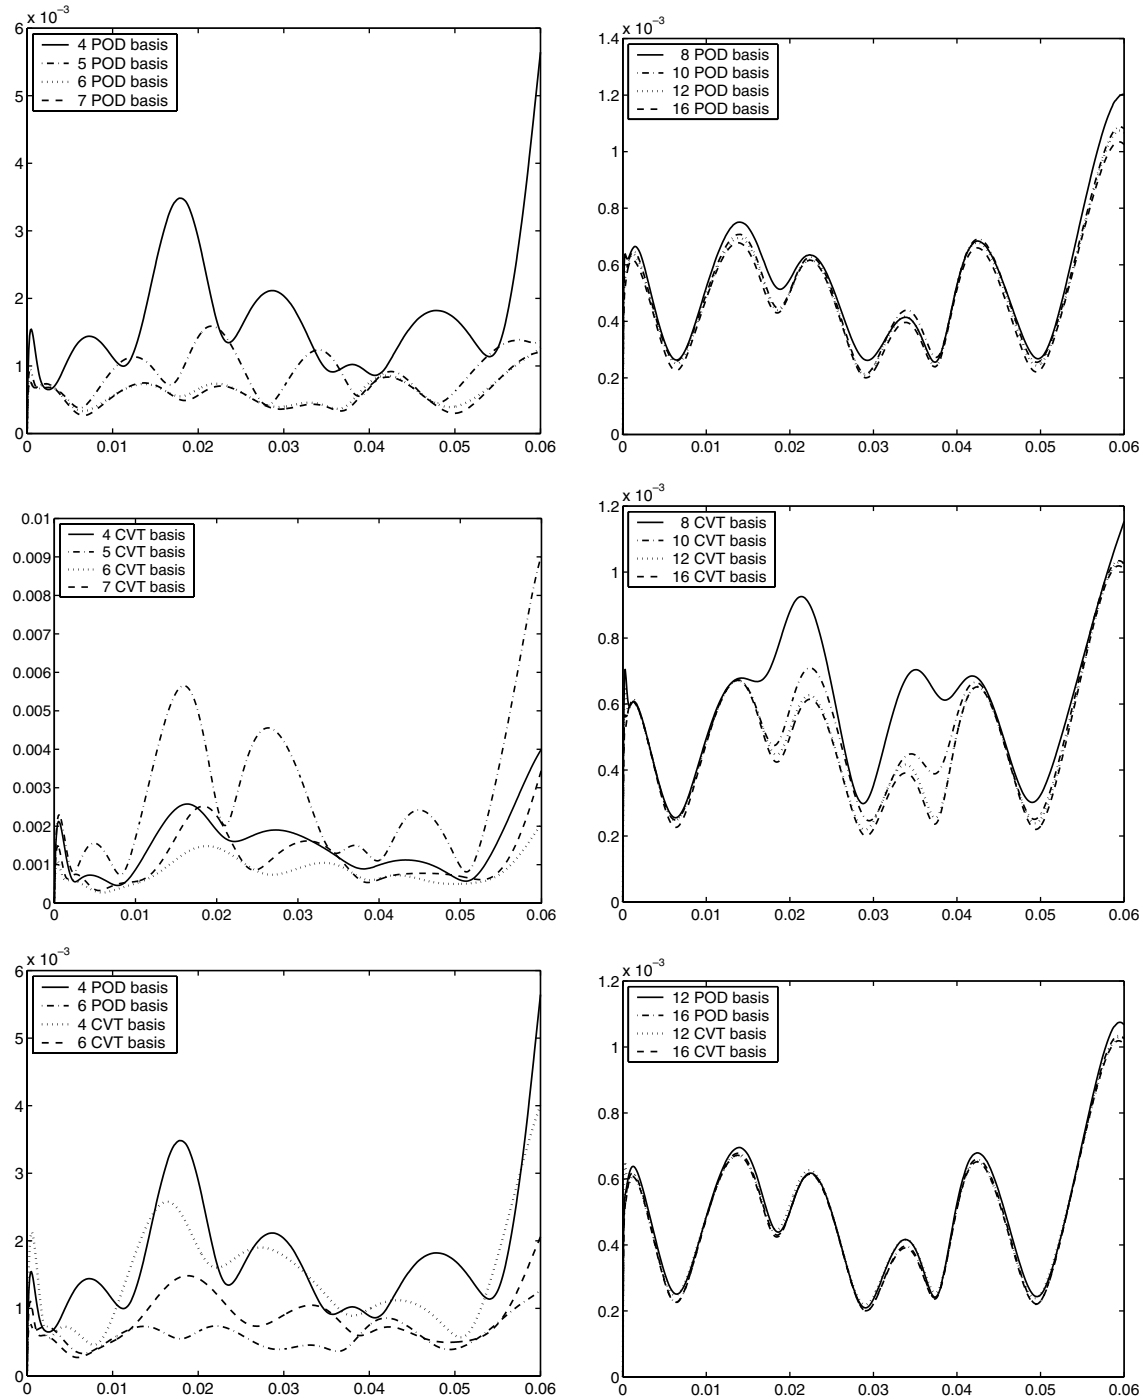 x 10⁻³
6
5
4
3
2
1
0
4 POD basis
5 POD basis
6 POD basis
7 POD basis
0 0.01 0.02 0.03 0.04 0.05 0.06
x 10⁻³
1.4
1.2
1
0.8
0.6
0.4
0.2
0
8 POD basis
10 POD basis
12 POD basis
16 POD basis
0 0.01 0.02 0.03 0.04 0.05 0.06
0.01
0.009
0.008
0.007
0.006
0.005
0.004
0.003
0.002
0.001
0
4 CVT basis
5 CVT basis
6 CVT basis
7 CVT basis
0 0.01 0.02 0.03 0.04 0.05 0.06
x 10⁻³
1.2
1
0.8
0.6
0.4
0.2
0
8 CVT basis
10 CVT basis
12 CVT basis
16 CVT basis
0 0.01 0.02 0.03 0.04 0.05 0.06
x 10⁻³
6
5
4
3
2
1
0
4 POD basis
6 POD basis
4 CVT basis
6 CVT basis
0 0.01 0.02 0.03 0.04 0.05 0.06
x 10⁻³
1.2
1
0.8
0.6
0.4
0.2
0
12 POD basis
16 POD basis
12 CVT basis
16 CVT basis
0 0.01 0.02 0.03 0.04 0.05 0.06